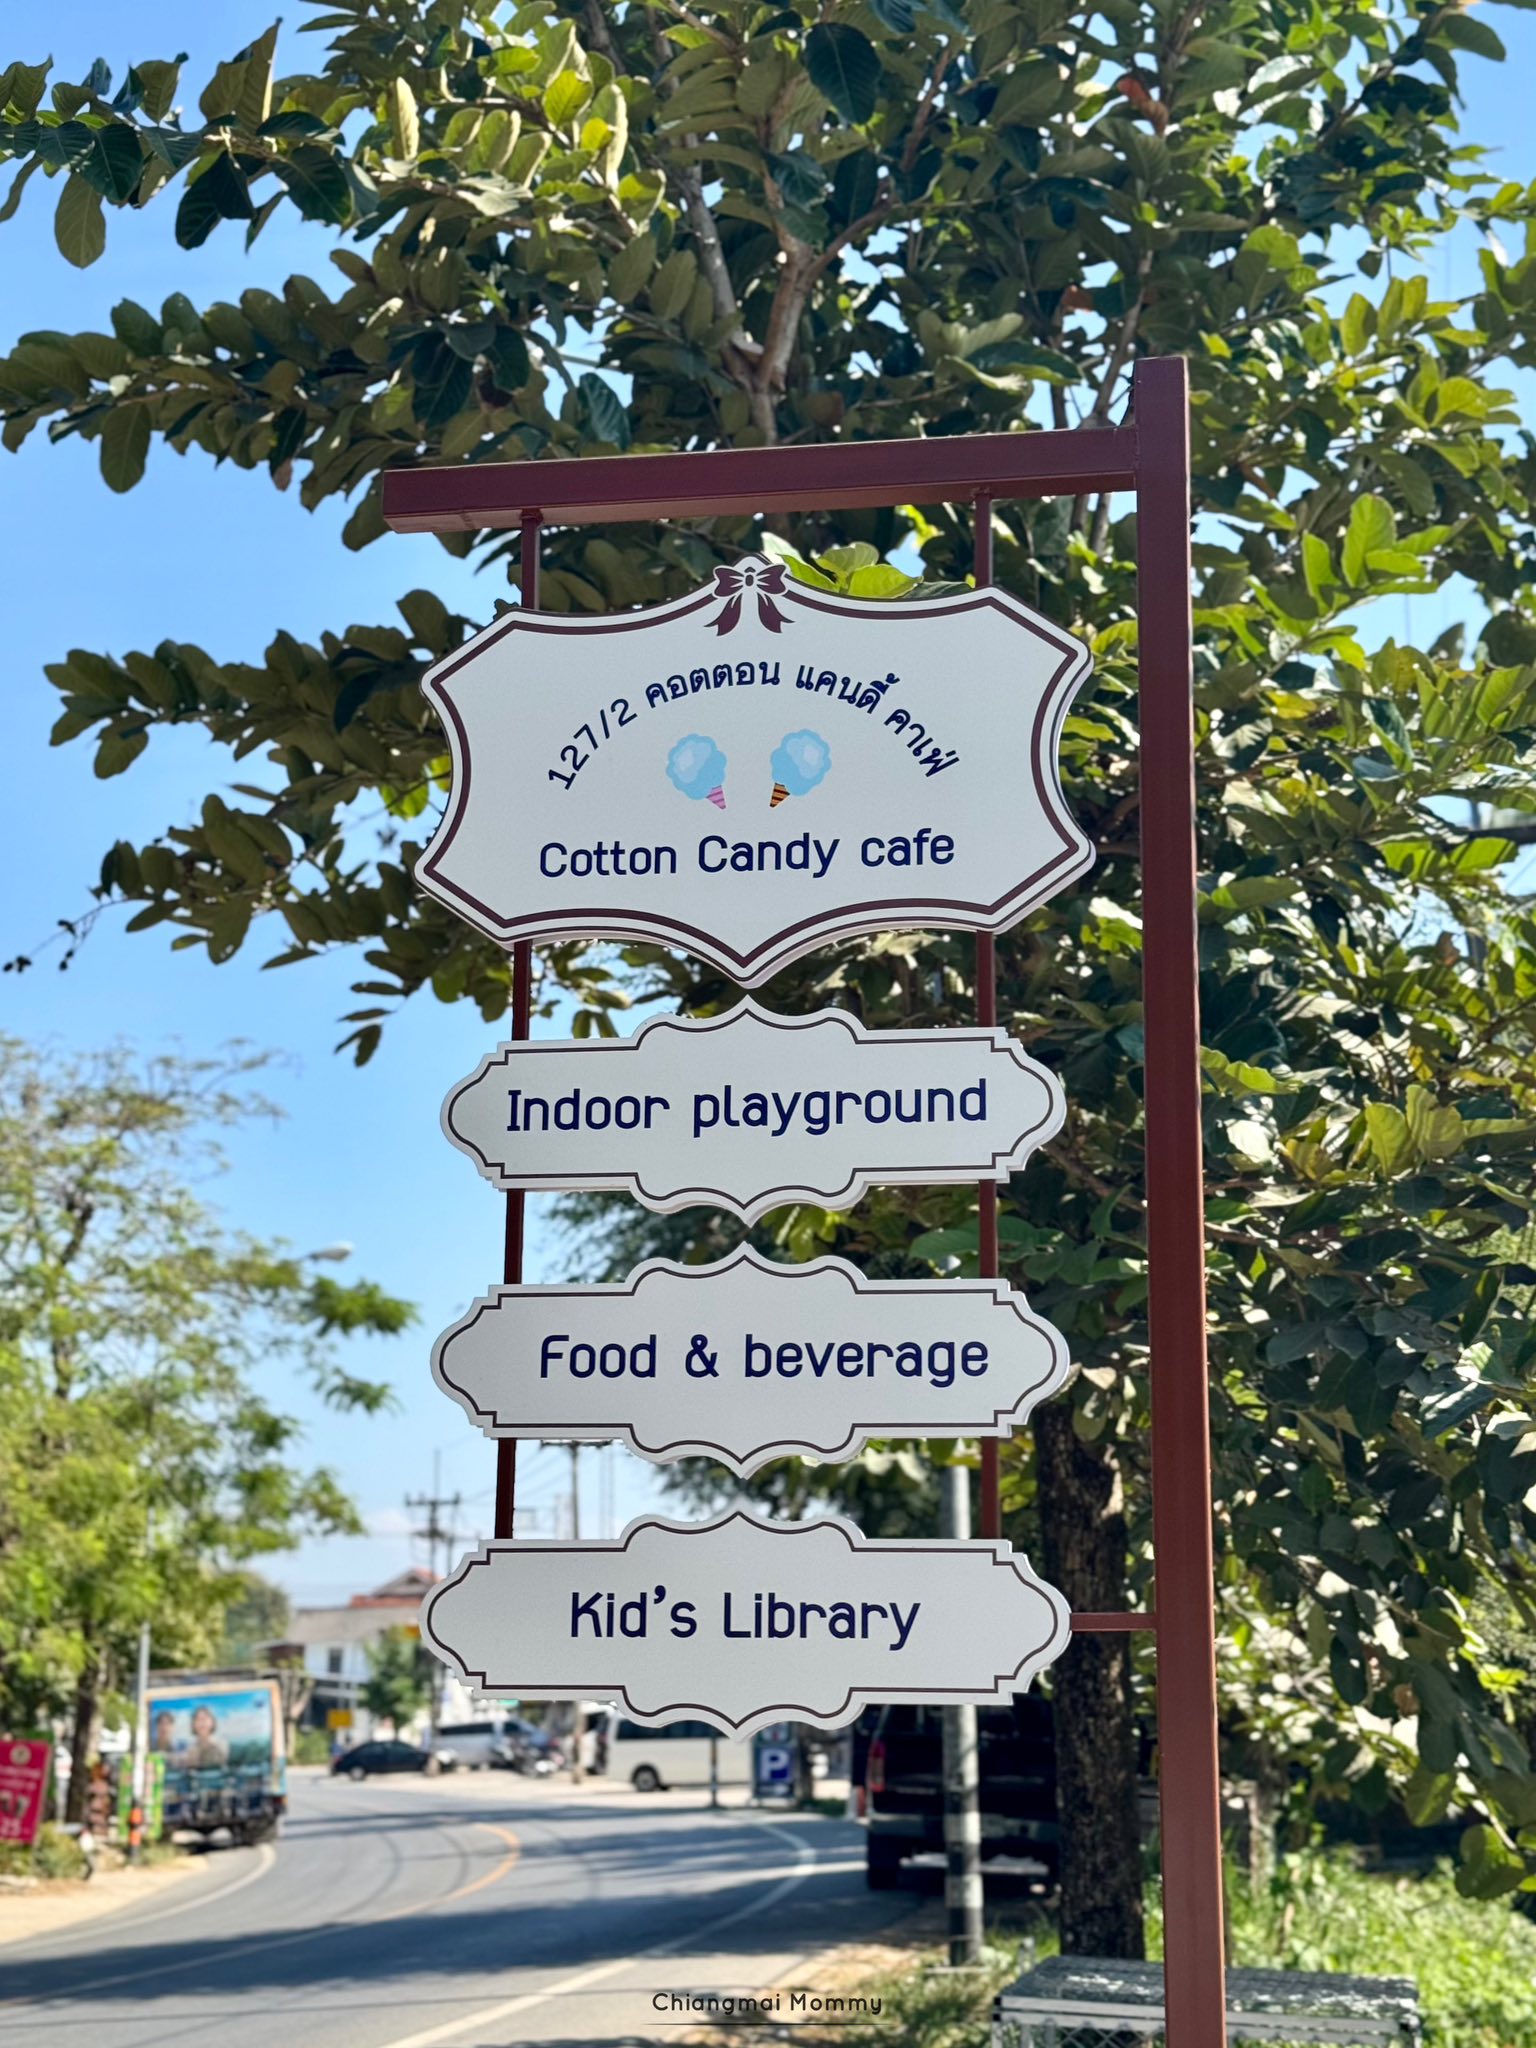 127/2 คอตตอน แคนดี้ คาเฟ่
Cotton Candy cafe
Indoor playground
Food & beverage
Kid's Library
P
Chiangmai Mommy